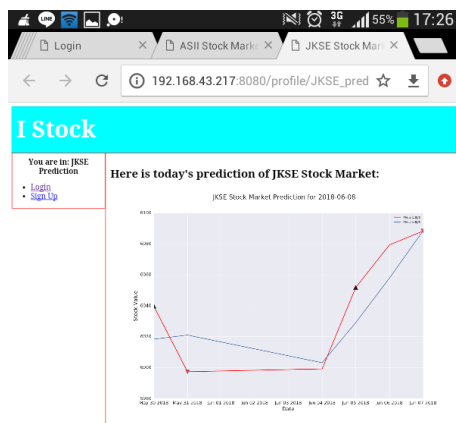 LINE 3G 55% 17:26
Login × ASII Stock Marke × JKSE Stock Mark ×
192.168.43.217:8080/profile/JKSE_pred
I Stock
You are in: JKSE
Prediction
Login
Sign Up
Here is today's prediction of JKSE Stock Market:
JKSE Stock Market Prediction for 2018-06-08
Stock Value
May 30 2018 May 31 2018 Jun 01 2018 Jun 02 2018 Jun 03 2018 Jun 04 2018 Jun 05 2018 Jun 06 2018 Jun 07 2018
Data